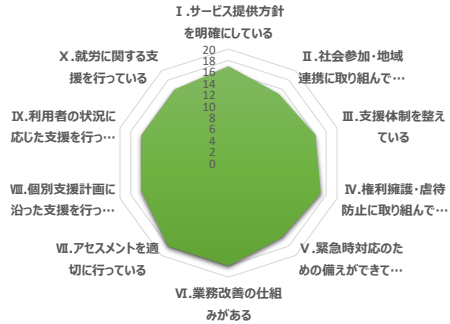 Ⅰ.サービス提供方針
を明確にしている
Ⅱ.社会参加・地域
連携に取り組んで…
Ⅲ.支援体制を整え
ている
Ⅳ.権利擁護・虐待
防止に取り組んで…
Ⅴ.緊急時対応のた
めの備えができて…
Ⅵ.業務改善の仕組
みがある
Ⅶ.アセスメントを適
切に行っている
Ⅷ.個別支援計画に
沿った支援を行っ…
Ⅸ.利用者の状況に
応じた支援を行っ…
Ⅹ.就労に関する支
援を行っている
20
18
16
14
12
10
8
6
4
2
0